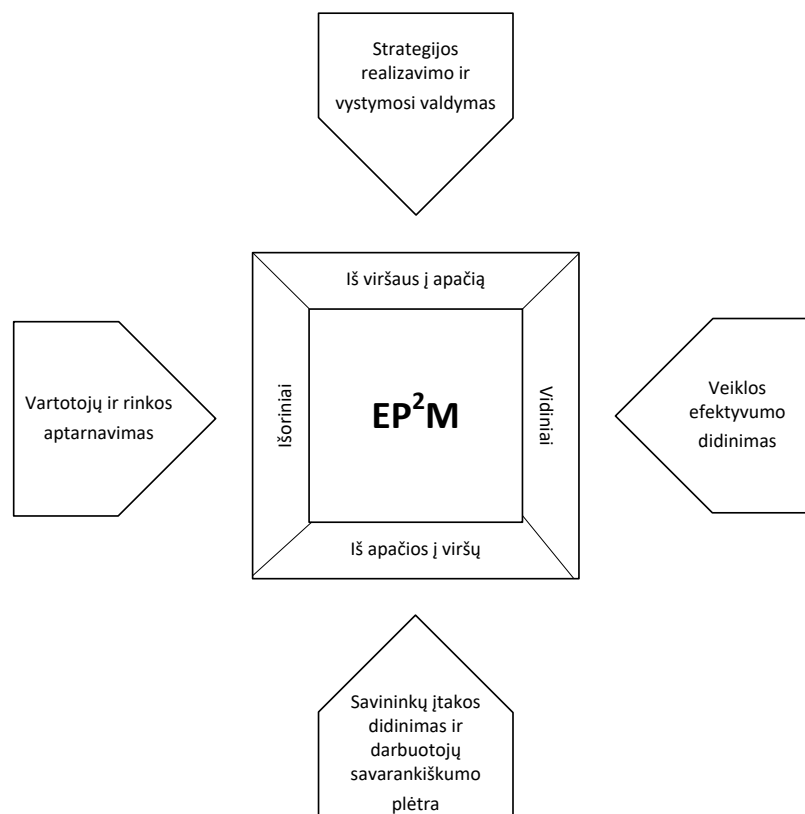 Strategijos
realizavimo ir
vystymosi valdymas
Iš viršaus į apačią
Vartotojų ir rinkos
aptarnavimas
Išoriniai
EP²M
Vidiniai
Veiklos
efektyvumo
didinimas
Iš apačios į viršų
Savininkų įtakos
didinimas ir
darbuotojų
savarankiškumo
plėtra